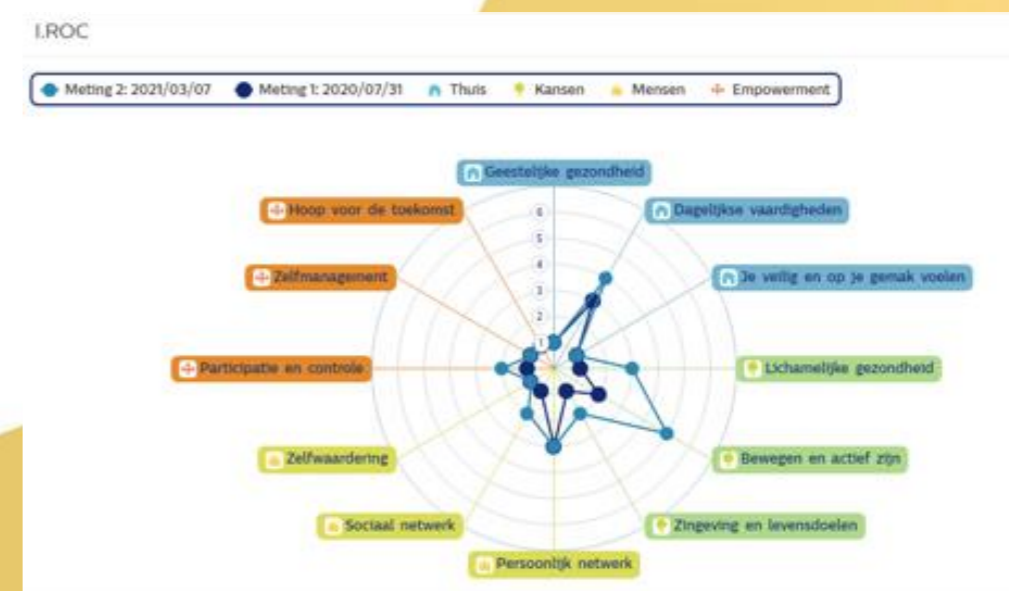 I.ROC
Meting 2: 2021/03/07 Meting 1: 2020/07/31 Thuis Kansen Mensen Empowerment
Geestelijke gezondheid
Hoop voor de toekomst
Dagelijkse vaardigheden
6
5
Zelfmanagement
4
Je veilig en op je gemak voelen
3
2
1
Participatie en controle
Lichamelijke gezondheid
Zelfwaardering
Bewegen en actief zijn
Sociaal netwerk
Zingeving en levensdoelen
Persoonlijk netwerk